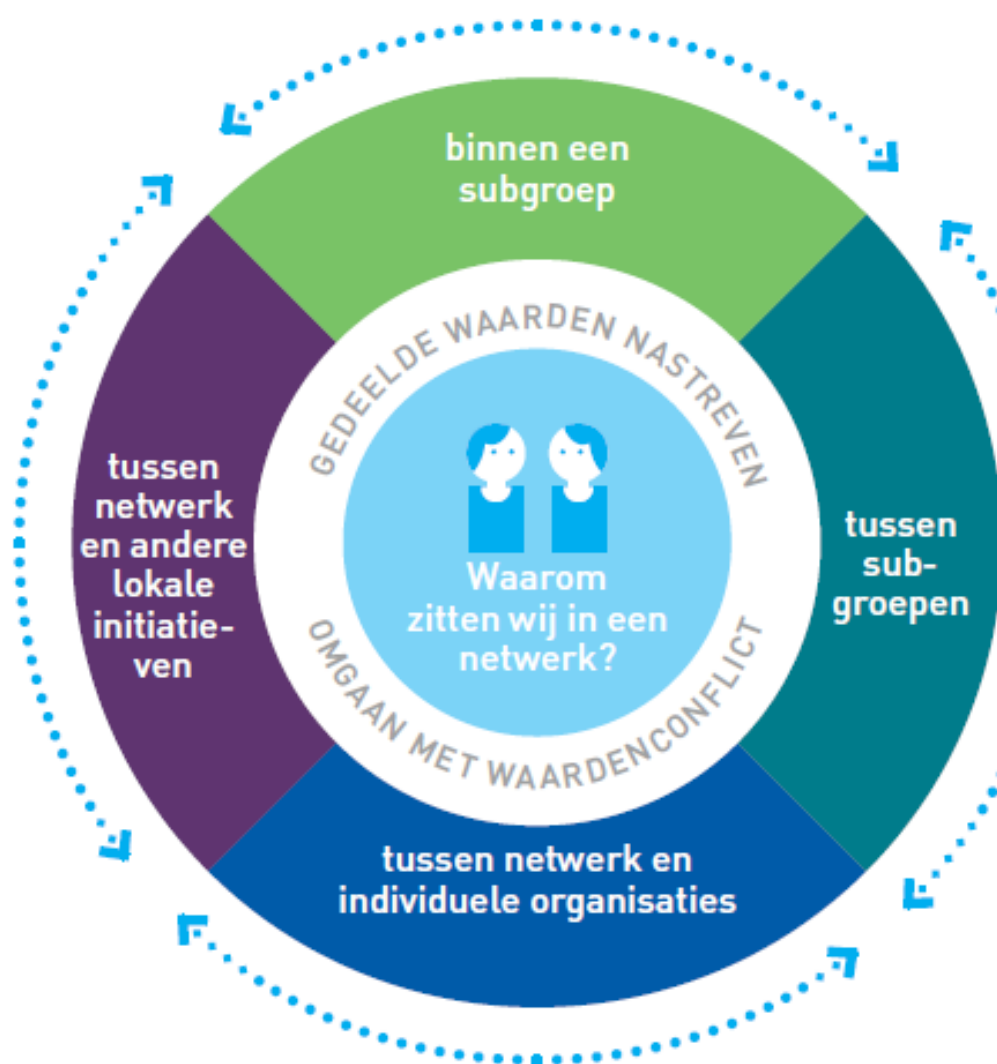 binnen een
subgroep
GEDEELDE WAARDEN NASTREVEN
tussen
netwerk
en andere
lokale
initiatie-
ven
Waarom
zitten wij in een
netwerk?
tussen
sub-
groepen
OMGAAN MET WAARDENCONFLICT
tussen netwerk en
individuele organisaties